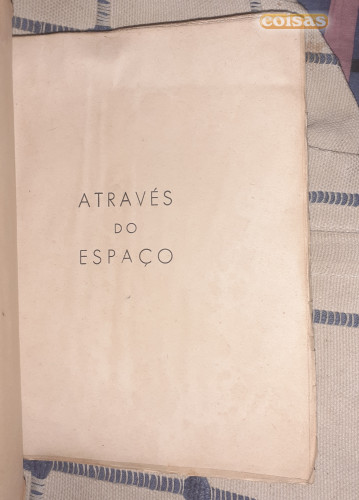 coisas
ATRAVÉS
DO
ESPAÇO